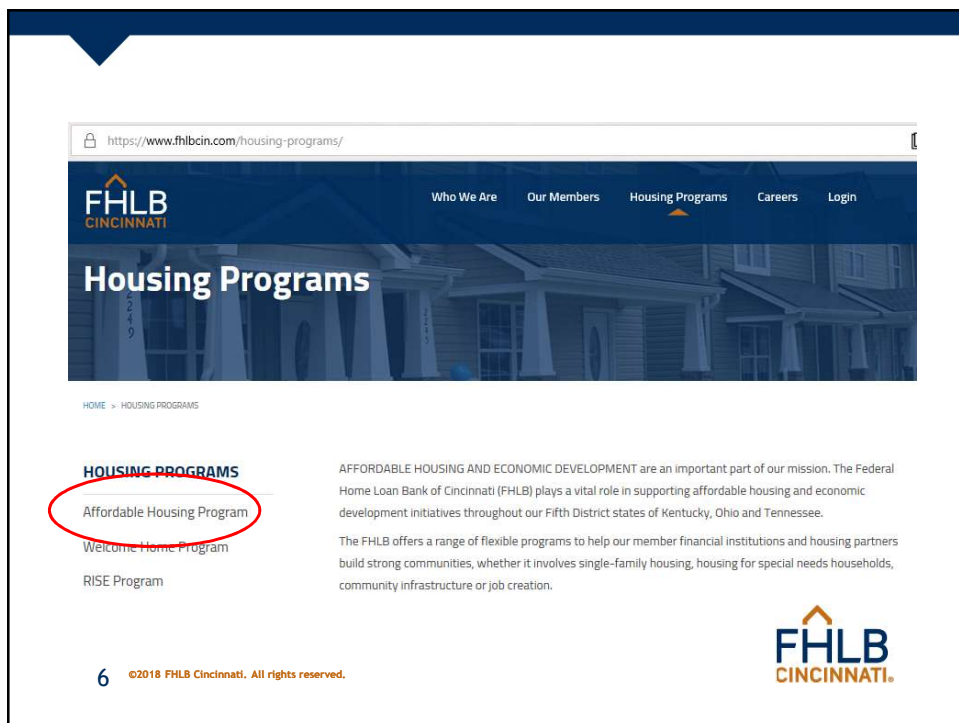 https://www.fhlbcin.com/housing-programs/
FHLB
CINCINNATI
Who We Are Our Members Housing Programs Careers Login
Housing Programs
2249
2245
HOME > HOUSING PROGRAMS
HOUSING PROGRAMS
Affordable Housing Program
Welcome Home Program
RISE Program
AFFORDABLE HOUSING AND ECONOMIC DEVELOPMENT are an important part of our mission. The Federal
Home Loan Bank of Cincinnati (FHLB) plays a vital role in supporting affordable housing and economic
development initiatives throughout our Fifth District states of Kentucky, Ohio and Tennessee.
The FHLB offers a range of flexible programs to help our member financial institutions and housing partners
build strong communities, whether it involves single-family housing, housing for special needs households,
community infrastructure or job creation.
6 ©2018 FHLB Cincinnati. All rights reserved.
FHLB
CINCINNATI®